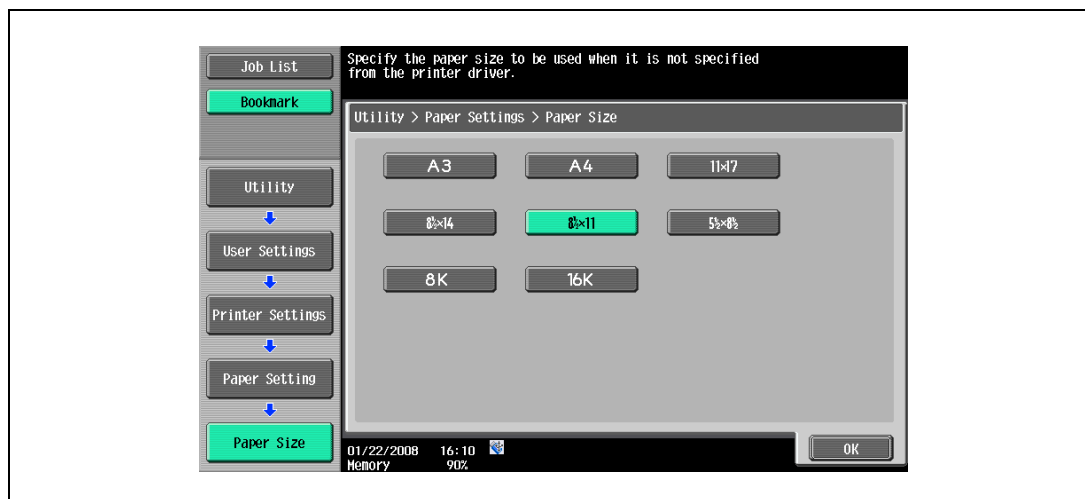 Job List
Bookmark
Specify the paper size to be used when it is not specified
from the printer driver.
Utility > Paper Settings > Paper Size
A3 A4 11×17
8½×14 8½×11 5½×8½
8K 16K
Utility
User Settings
Printer Settings
Paper Setting
Paper Size
01/22/2008 16:10
Memory 90%
OK